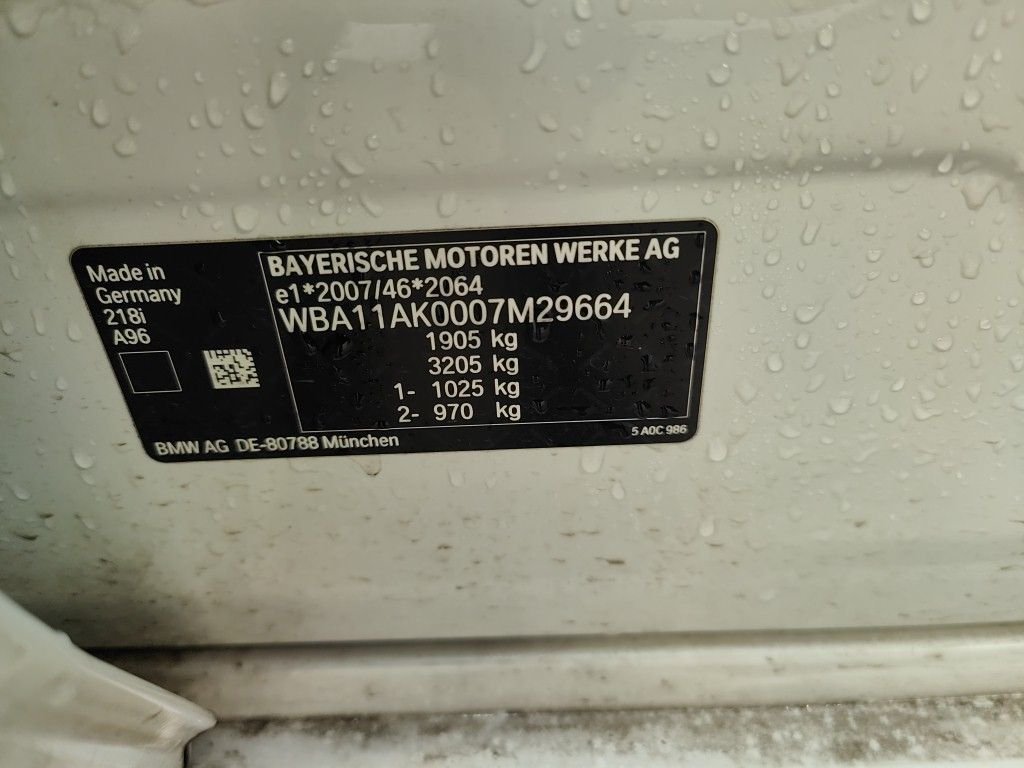 Made in
Germany
218i
A96
BAYERISCHE MOTOREN WERKE AG
e1*2007/46*2064
WBA11AK0007M29664
1905 kg
3205 kg
1- 1025 kg
2- 970 kg
BMW AG DE-80788 München
5 A0C 986